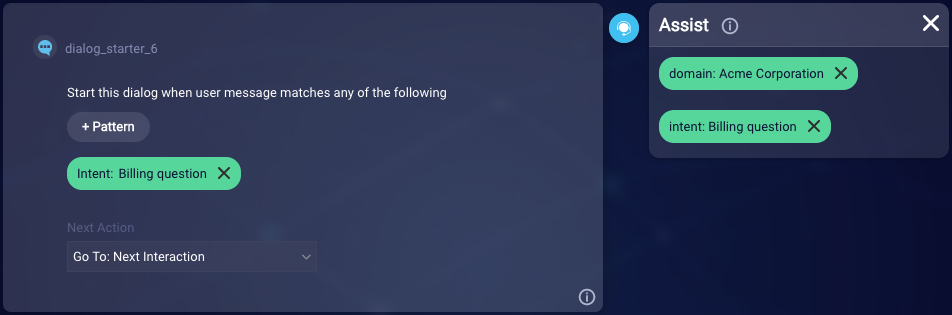 dialog_starter_6
Start this dialog when user message matches any of the following
+ Pattern
Intent: Billing question
Next Action
Go To: Next Interaction
Assist
domain: Acme Corporation
intent: Billing question